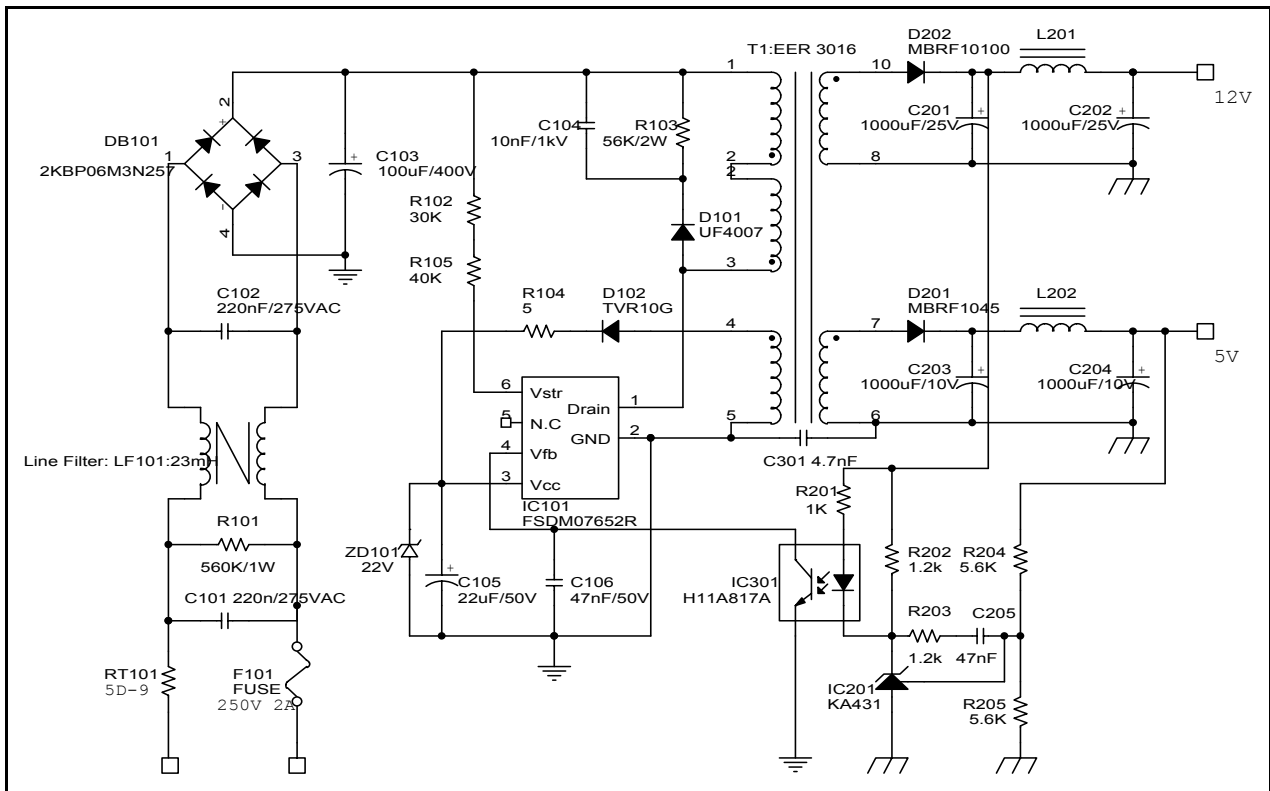 D202
MBRF10100
L201
T1:EER 3016
1
10
12V
2
DB101
2KBP06M3N257
+
1
3
-
4
C103
+
100uF/400V
C104
10nF/1kV
R103
56K/2W
C201
+
1000uF/25V
C202
+
1000uF/25V
2
2
8
R102
30K
D101
UF4007
R105
40K
3
C102
220nF/275VAC
R104
5
D102
TVR10G
4
D201
MBRF1045
L202
7
5V
C203
+
1000uF/10V
C204
+
1000uF/10V
6
Vstr
5
N.C
4
Vfb
3
Vcc
Drain
1
GND
2
5
6
C301 4.7nF
IC101
FSDM07652R
Line Filter: LF101:23mH
R101
560K/1W
C101 220n/275VAC
RT101
5D-9
F101
FUSE
250V 2A
ZD101
22V
C105
+
22uF/50V
C106
47nF/50V
R201
1K
IC301
H11A817A
R202
1.2k
R204
5.6K
R203
1.2k
C205
47nF
IC201
KA431
R205
5.6K